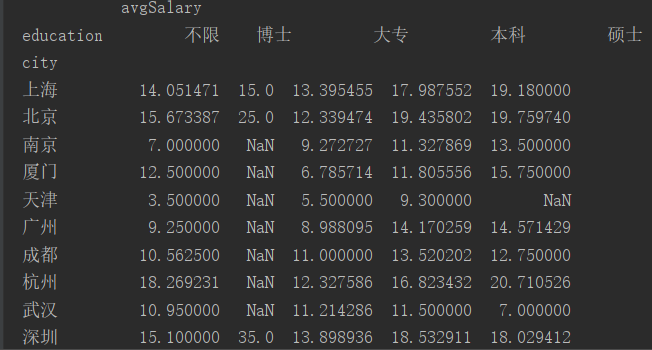 avgSalary
education 不限 博士 大专 本科 硕士
city
上海 14.051471 15.0 13.395455 17.987552 19.180000
北京 15.673387 25.0 12.339474 19.435802 19.759740
南京 7.000000 NaN 9.272727 11.327869 13.500000
厦门 12.500000 NaN 6.785714 11.805556 15.750000
天津 3.500000 NaN 5.500000 9.300000 NaN
广州 9.250000 NaN 8.988095 14.170259 14.571429
成都 10.562500 NaN 11.000000 13.520202 12.750000
杭州 18.269231 NaN 12.327586 16.823432 20.710526
武汉 10.950000 NaN 11.214286 11.500000 7.000000
深圳 15.100000 35.0 13.898936 18.532911 18.029412